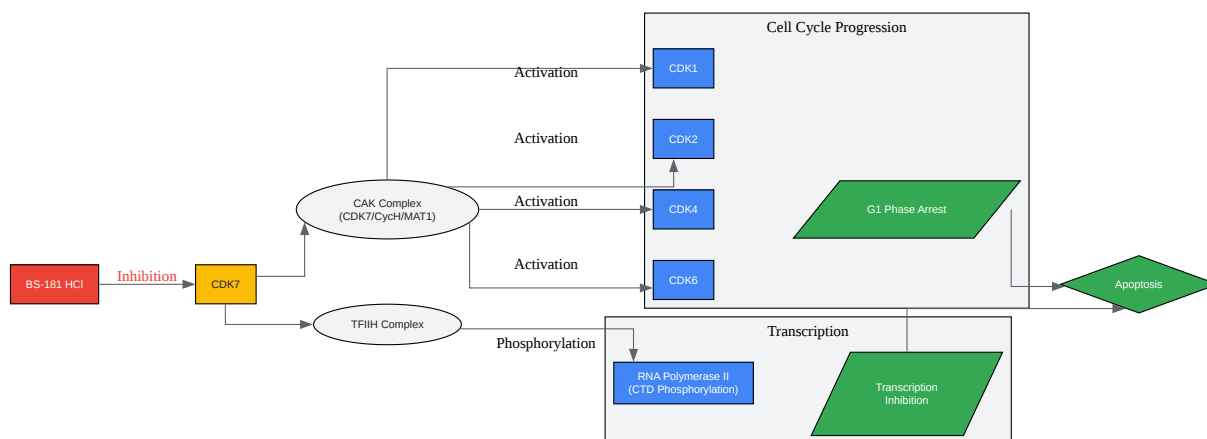 Cell Cycle Progression
Activation
CDK1
Activation
CDK2
CAK Complex
(CDK7/CycH/MAT1)
Activation
CDK4
G1 Phase Arrest
BS-181 HCl
Inhibition
CDK7
Activation
CDK6
Apoptosis
TFIIH Complex
Phosphorylation
Transcription
RNA Polymerase II
(CTD Phosphorylation)
Transcription
Inhibition